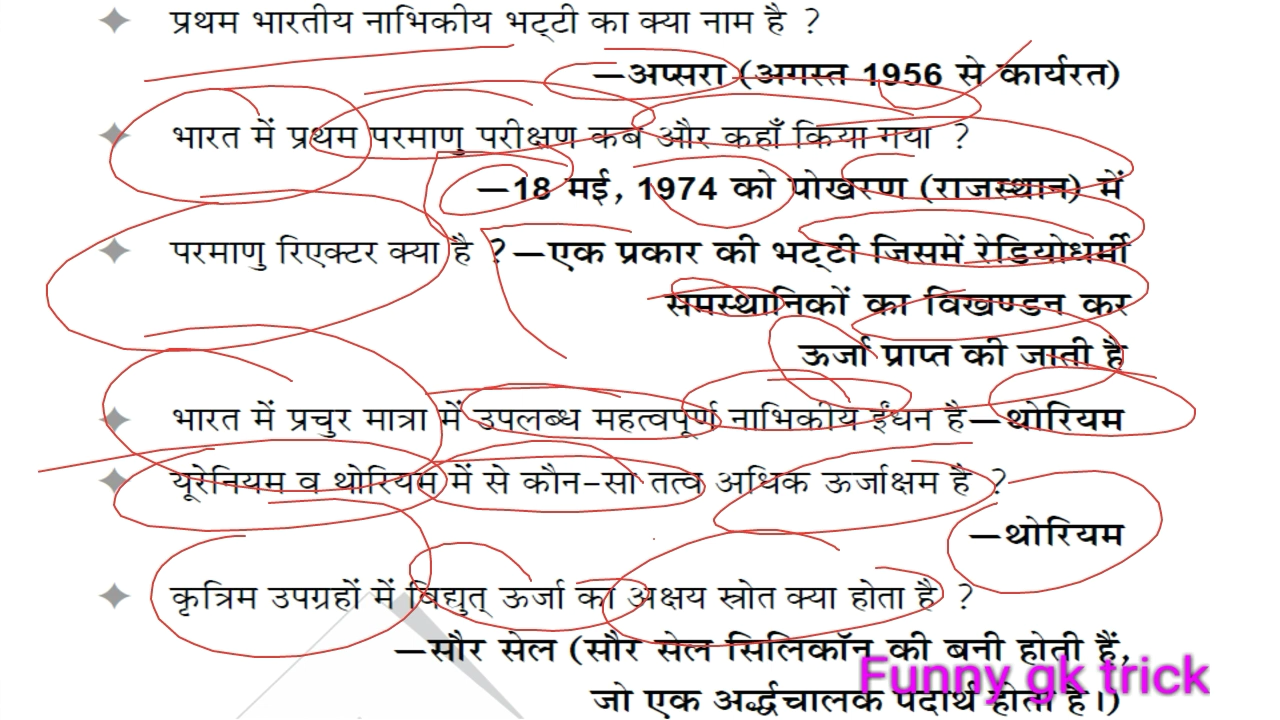 ✦ प्रथम भारतीय नाभिकीय भट्टी का क्या नाम है ?
—अप्सरा (अगस्त 1956 से कार्यरत)
✦ भारत में प्रथम परमाणु परीक्षण कब और कहाँ किया गया ?
—18 मई, 1974 को पोखरण (राजस्थान) में
✦ परमाणु रिएक्टर क्या है ?—एक प्रकार की भट्टी जिसमें रेडियोधर्मी
समस्थानिकों का विखण्डन कर
ऊर्जा प्राप्त की जाती है
✦ भारत में प्रचुर मात्रा में उपलब्ध महत्वपूर्ण नाभिकीय ईंधन है—थोरियम
✦ यूरेनियम व थोरियम में से कौन-सा तत्व अधिक ऊर्जाक्षम है ?
—थोरियम
✦ कृत्रिम उपग्रहों में विद्युत् ऊर्जा का अक्षय स्रोत क्या होता है ?
—सौर सेल (सौर सेल सिलिकॉन की बनी होती हैं,
जो एक अर्द्धचालक पदार्थ होता है।)
Funny gk trick